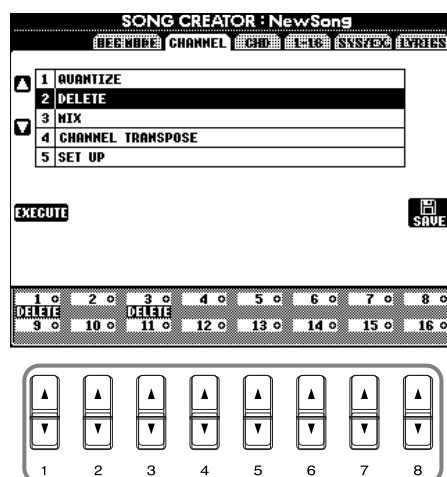 SONG CREATOR : NewSong
REC MODE CHANNEL CHD 1-16 SYS/EX. LYRICS
1 QUANTIZE
2 DELETE
3 MIX
4 CHANNEL TRANSPOSE
5 SET UP
EXECUTE
SAVE
1 2 3 4 5 6 7 8
DELETE DELETE
9 10 11 12 13 14 15 16
1 2 3 4 5 6 7 8